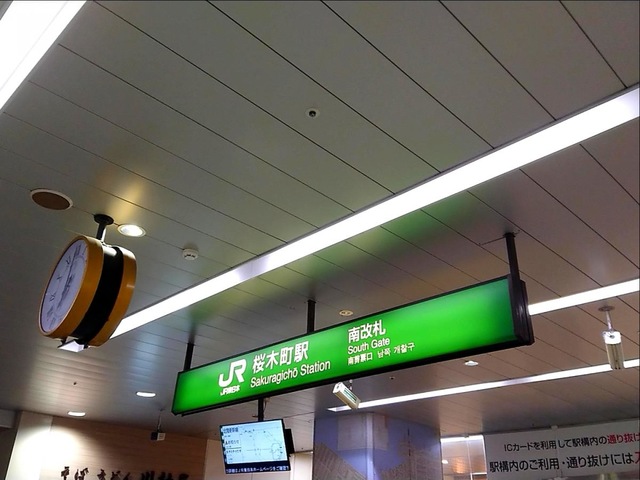 JR
JR東日本
桜木町駅
Sakuragichō Station
南改札
South Gate
南剪票口 남쪽 개찰구
ICカードを利用して駅構内の通り抜け
駅構内のご利用・通り抜けには